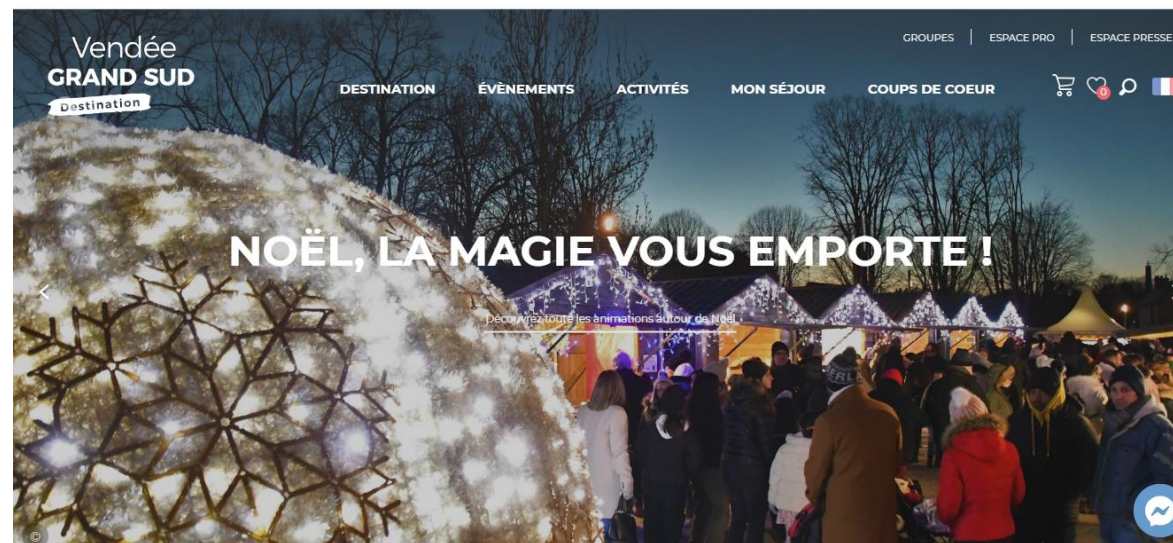 Vendée
GRAND SUD
Destination
GROUPES
ESPACE PRO
ESPACE PRESSE
DESTINATION
ÉVÈNEMENTS
ACTIVITÉS
MON SÉJOUR
COUPS DE COEUR
0
NOËL, LA MAGIE VOUS EMPORTE !
Découvrez toute les animations autour de Noël
©